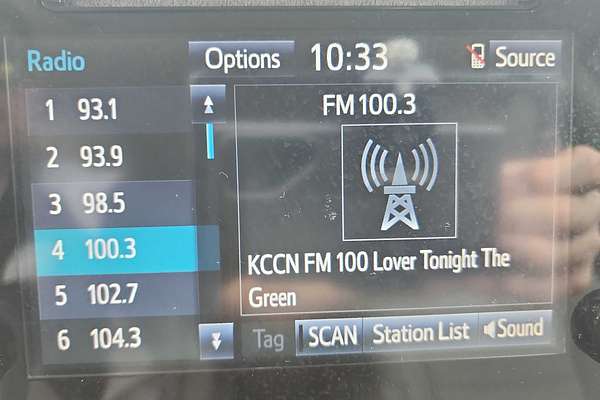 Radio
Options
10:33
Source
1 93.1
2 93.9
3 98.5
4 100.3
5 102.7
6 104.3
FM 100.3
KCCN FM 100 Lover Tonight The
Green
Tag
SCAN
Station List
Sound